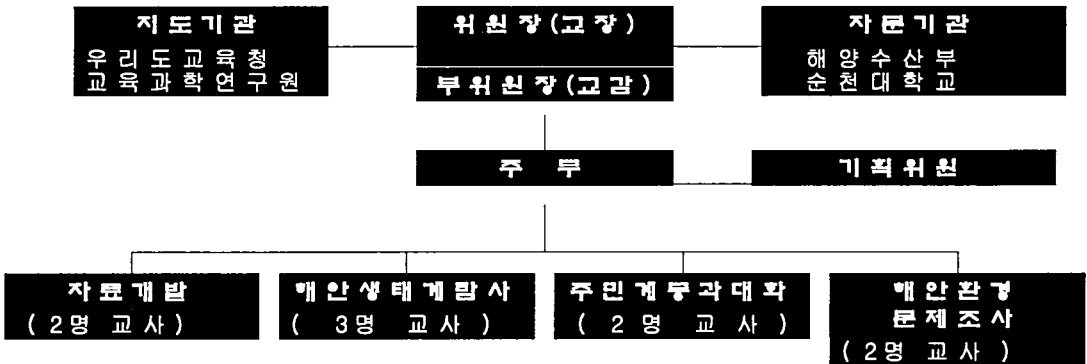 지도기관
우리도교육청
교육과학연구원
위원장(교장)
부위원장(교감)
자문기관
해양수산부
순천대학교
주 무
기획위원
자료개발
( 2명 교사 )
해안생태계탐사
( 3명 교사 )
주민계몽과대화
( 2명 교사 )
해안환경
문제조사
( 2명 교사 )